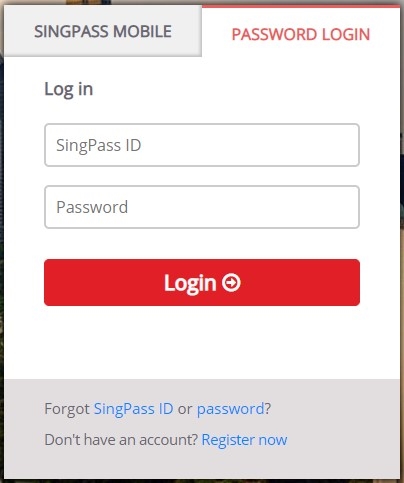 SINGPASS MOBILE PASSWORD LOGIN
Log in
SingPass ID
Password
Login
Forgot SingPass ID or password?
Don't have an account? Register now